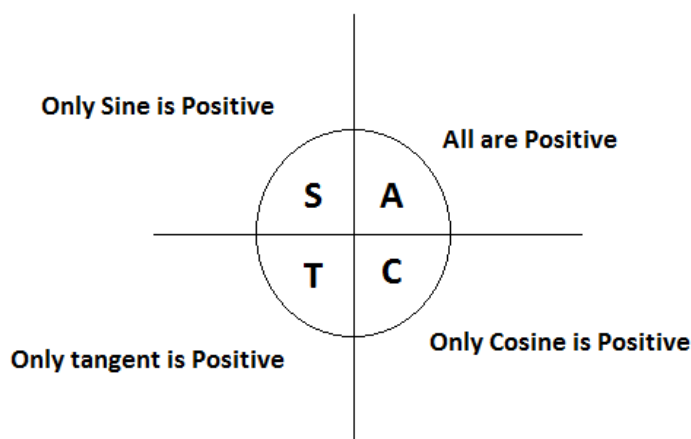 Only Sine is Positive
All are Positive
S A
T C
Only Cosine is Positive
Only tangent is Positive